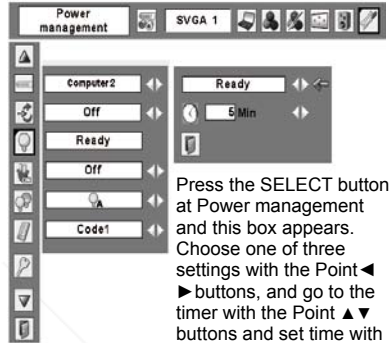 Power
management
SVGA 1
Computer2
Off
Ready
Off
A
Code1
Ready
5 Min
Press the SELECT button
at Power management
and this box appears.
Choose one of three
settings with the Point◄
►buttons, and go to the
timer with the Point ▲▼
buttons and set time with